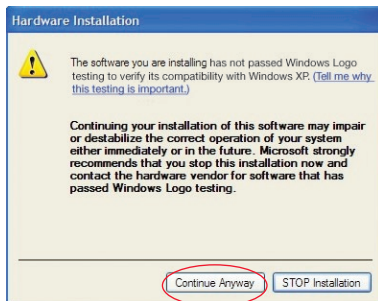 Hardware Installation
The software you are installing has not passed Windows Logo
testing to verify its compatibility with Windows XP. (Tell me why
this testing is important.)
Continuing your installation of this software may impair
or destabilize the correct operation of your system
either immediately or in the future. Microsoft strongly
recommends that you stop this installation now and
contact the hardware vendor for software that has
passed Windows Logo testing.
Continue Anyway
STOP Installation